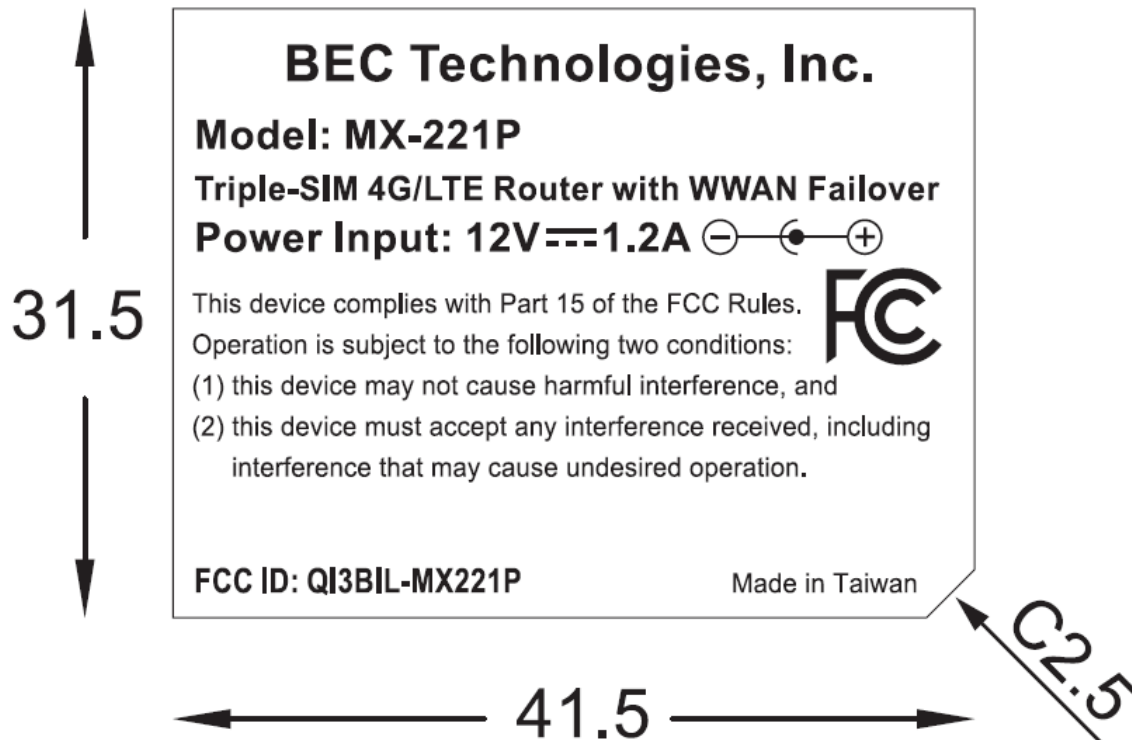 BEC Technologies, Inc.
Model: MX-221P
Triple-SIM 4G/LTE Router with WWAN Failover
Power Input: 12V⎓1.2A
This device complies with Part 15 of the FCC Rules.
FC
Operation is subject to the following two conditions:
(1) this device may not cause harmful interference, and
(2) this device must accept any interference received, including
interference that may cause undesired operation.
FCC ID: QI3BIL-MX221P
Made in Taiwan
31.5
41.5
C2.5